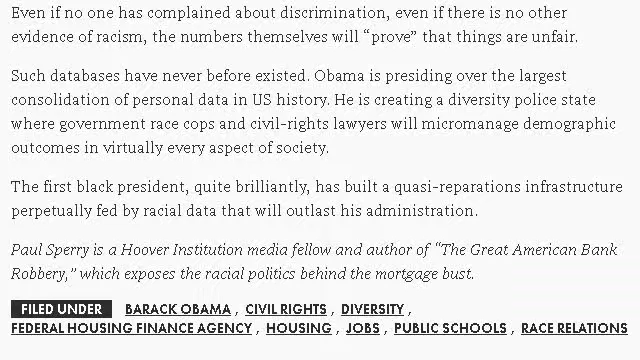 Even if no one has complained about discrimination, even if there is no other
evidence of racism, the numbers themselves will “prove” that things are unfair.
Such databases have never before existed. Obama is presiding over the largest
consolidation of personal data in US history. He is creating a diversity police state
where government race cops and civil-rights lawyers will micromanage demographic
outcomes in virtually every aspect of society.
The first black president, quite brilliantly, has built a quasi-reparations infrastructure
perpetually fed by racial data that will outlast his administration.
Paul Sperry is a Hoover Institution media fellow and author of “The Great American Bank
Robbery,” which exposes the racial politics behind the mortgage bust.
FILED UNDER BARACK OBAMA , CIVIL RIGHTS , DIVERSITY ,
FEDERAL HOUSING FINANCE AGENCY , HOUSING , JOBS , PUBLIC SCHOOLS , RACE RELATIONS